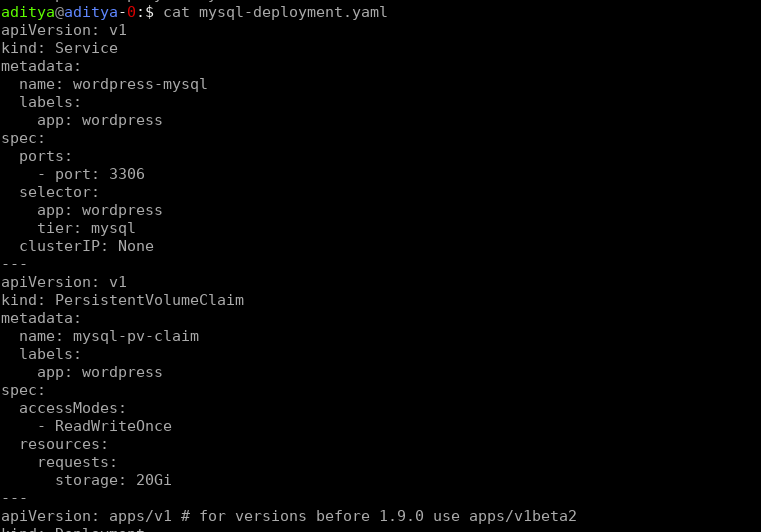 aditya@aditya-0:$ cat mysql-deployment.yaml
apiVersion: v1
kind: Service
metadata:
  name: wordpress-mysql
  labels:
    app: wordpress
spec:
  ports:
    - port: 3306
  selector:
    app: wordpress
    tier: mysql
  clusterIP: None
---
apiVersion: v1
kind: PersistentVolumeClaim
metadata:
  name: mysql-pv-claim
  labels:
    app: wordpress
spec:
  accessModes:
    - ReadWriteOnce
  resources:
    requests:
      storage: 20Gi
---
apiVersion: apps/v1 # for versions before 1.9.0 use apps/v1beta2
kind: Deployment